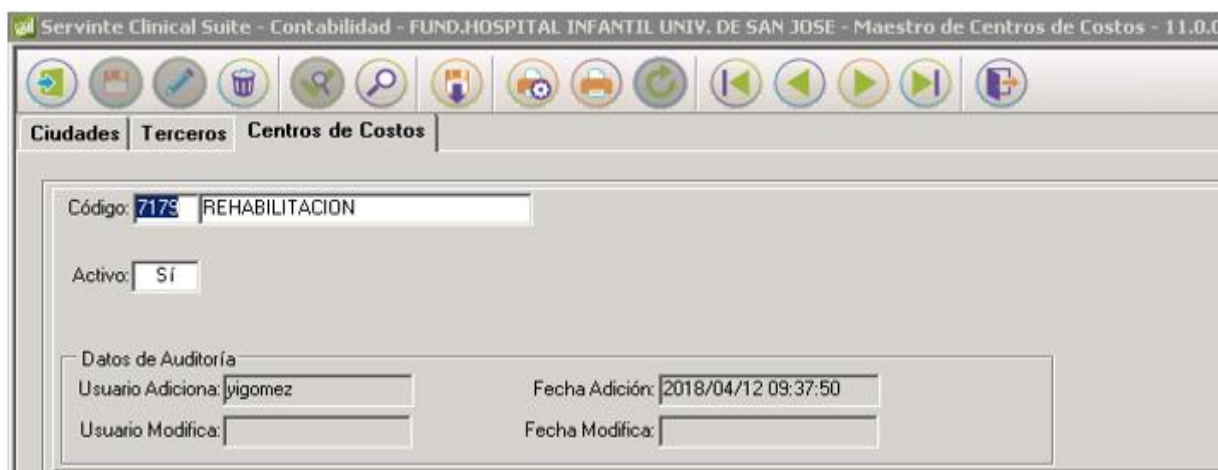 Servinte Clinical Suite - Contabilidad - FUND.HOSPITAL INFANTIL UNIV. DE SAN JOSE - Maestro de Centros de Costos - 11.0.0
Ciudades Terceros Centros de Costos
Código: 7179 REHABILITACION
Activo: Sí
Datos de Auditoría
Usuario Adiciona: yigomez Fecha Adición: 2018/04/12 09:37:50
Usuario Modifica: Fecha Modifica: